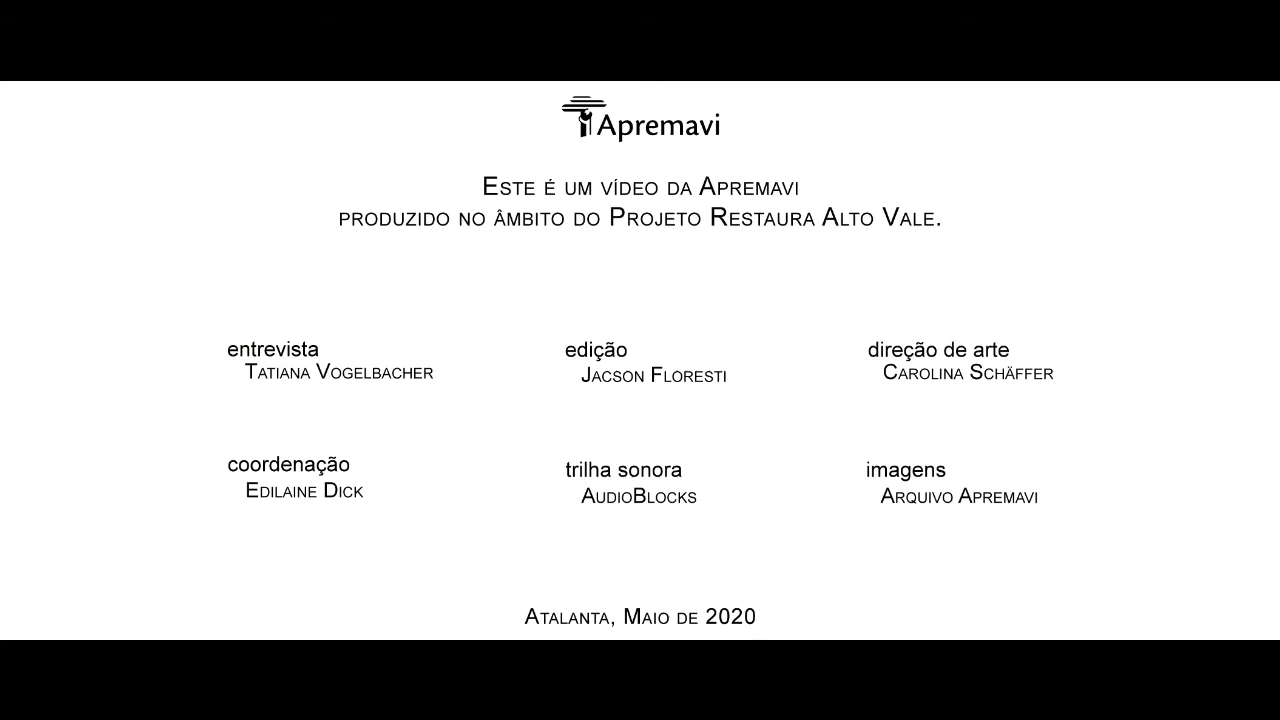 Apremavi
Este é um vídeo da Apremavi
produzido no âmbito do Projeto Restaura Alto Vale.
entrevista
Tatiana Vogelbacher
edição
Jacson Floresti
direção de arte
Carolina Schäffer
coordenação
Edilaine Dick
trilha sonora
AudioBlocks
imagens
Arquivo Apremavi
Atalanta, Maio de 2020